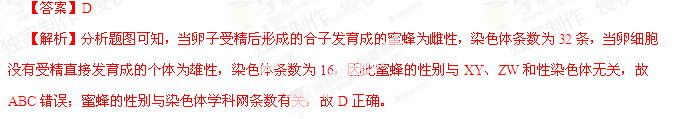 【答案】D
【解析】分析题图可知，当卵子受精后形成的合子发育成的蜜蜂为雌性，染色体条数为 32 条，当卵细胞
没有受精直接发育成的个体为雄性，染色体条数为 16，因此蜜蜂的性别与 XY、ZW 和性染色体无关，故
ABC 错误；蜜蜂的性别与染色体学科网条数有关，故 D 正确。